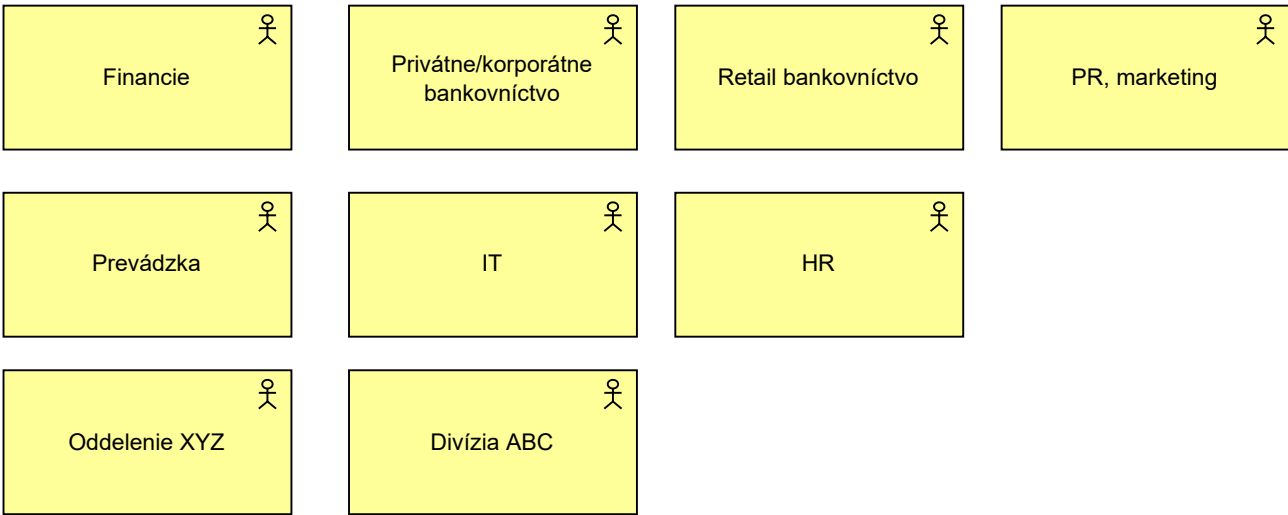 Financie
Privátne/korporátne
bankovníctvo
Retail bankovníctvo
PR, marketing
Prevádzka
IT
HR
Oddelenie XYZ
Divízia ABC